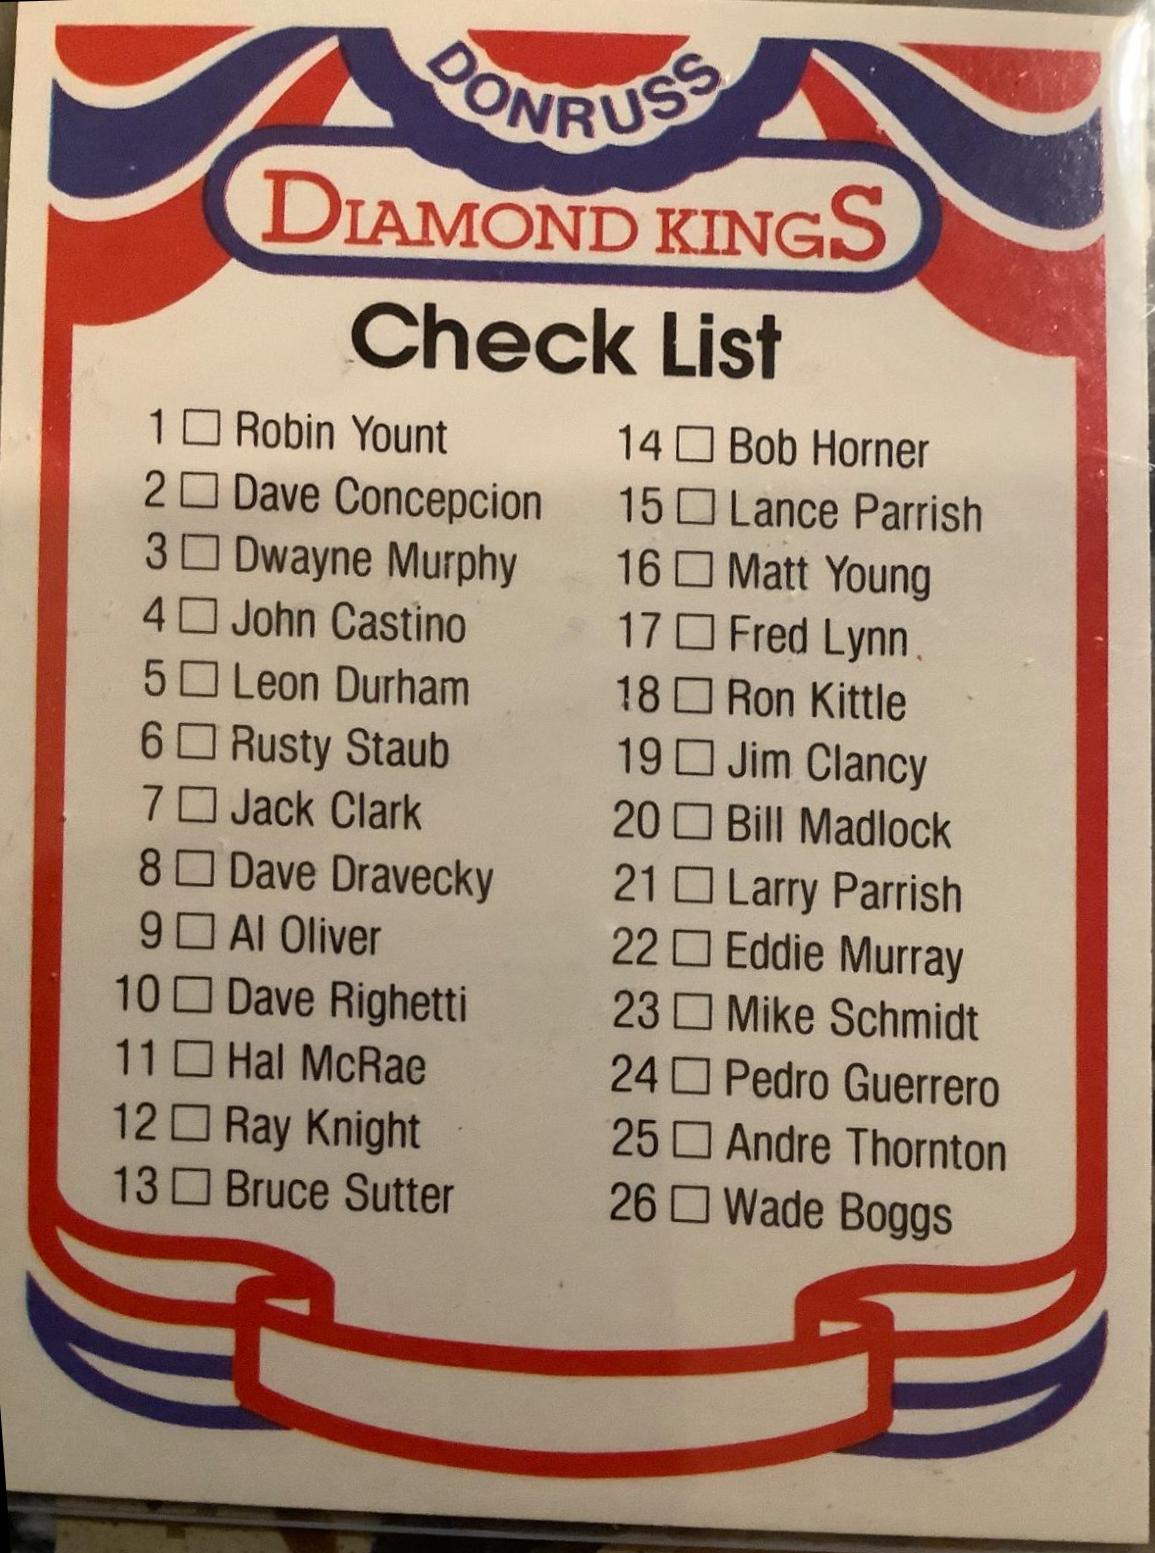 DONRUSS
DIAMOND KINGS
Check List
1 Robin Yount
2 Dave Concepcion
3 Dwayne Murphy
4 John Castino
5 Leon Durham
6 Rusty Staub
7 Jack Clark
8 Dave Dravecky
9 Al Oliver
10 Dave Righetti
11 Hal McRae
12 Ray Knight
13 Bruce Sutter
14 Bob Horner
15 Lance Parrish
16 Matt Young
17 Fred Lynn
18 Ron Kittle
19 Jim Clancy
20 Bill Madlock
21 Larry Parrish
22 Eddie Murray
23 Mike Schmidt
24 Pedro Guerrero
25 Andre Thornton
26 Wade Boggs